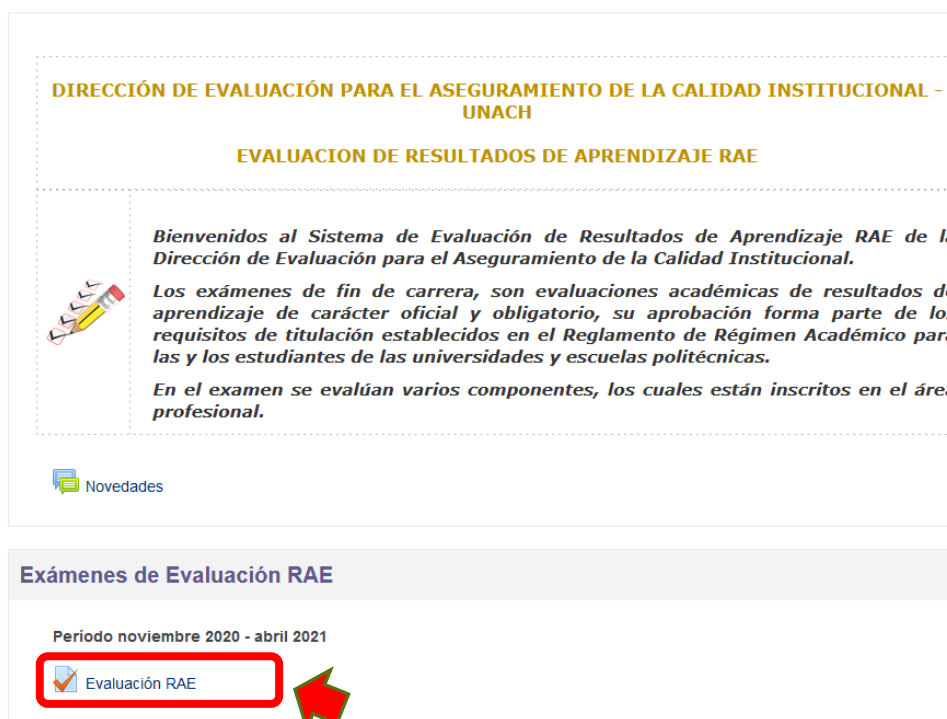 DIRECCIÓN DE EVALUACIÓN PARA EL ASEGURAMIENTO DE LA CALIDAD INSTITUCIONAL -
UNACH
EVALUACION DE RESULTADOS DE APRENDIZAJE RAE
Bienvenidos al Sistema de Evaluación de Resultados de Aprendizaje RAE de
Dirección de Evaluación para el Aseguramiento de la Calidad Institucional.
Los exámenes de fin de carrera, son evaluaciones académicas de resultados
aprendizaje de carácter oficial y obligatorio, su aprobación forma parte de
requisitos de titulación establecidos en el Reglamento de Régimen Académico
las y los estudiantes de las universidades y escuelas politécnicas.
En el examen se evalúan varios componentes, los cuales están inscritos en el
profesional.
Novedades
Exámenes de Evaluación RAE
Período noviembre 2020 - abril 2021
Evaluación RAE